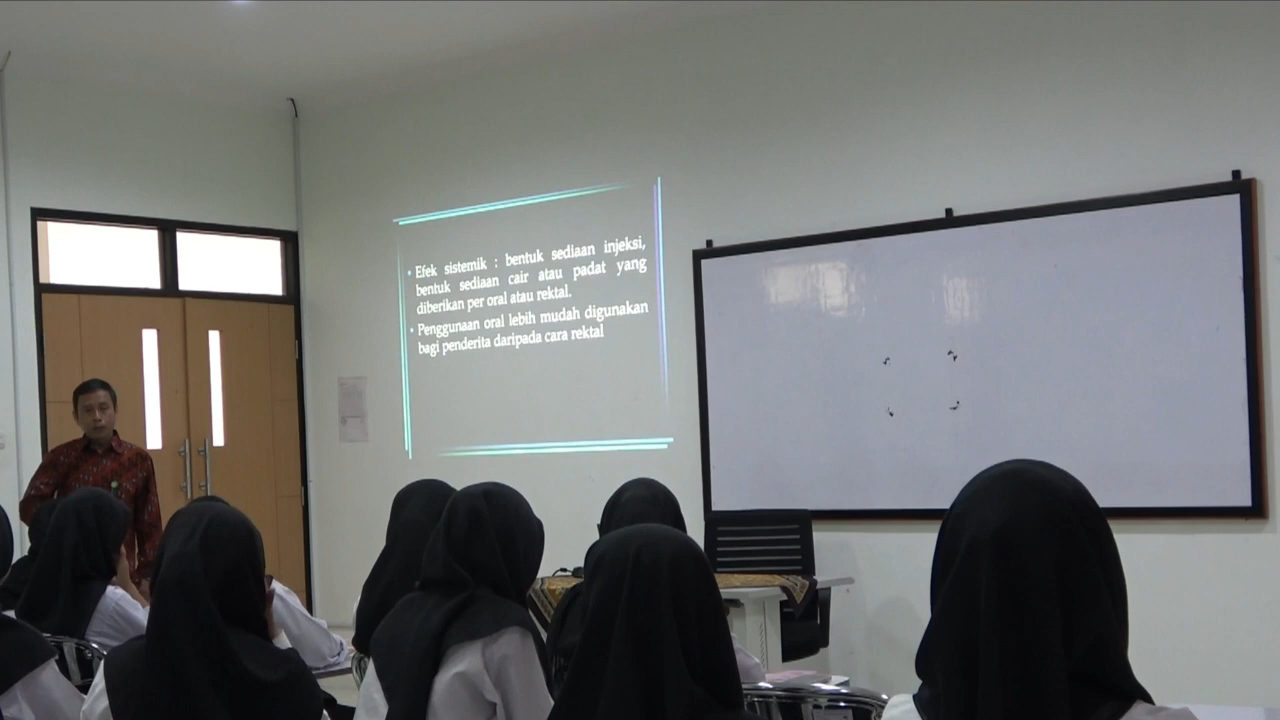 • Efek sistemik : bentuk sediaan injeksi,
bentuk sediaan cair atau padat yang
diberikan per oral atau rektal.
• Penggunaan oral lebih mudah digunakan
bagi penderita daripada cara rektal